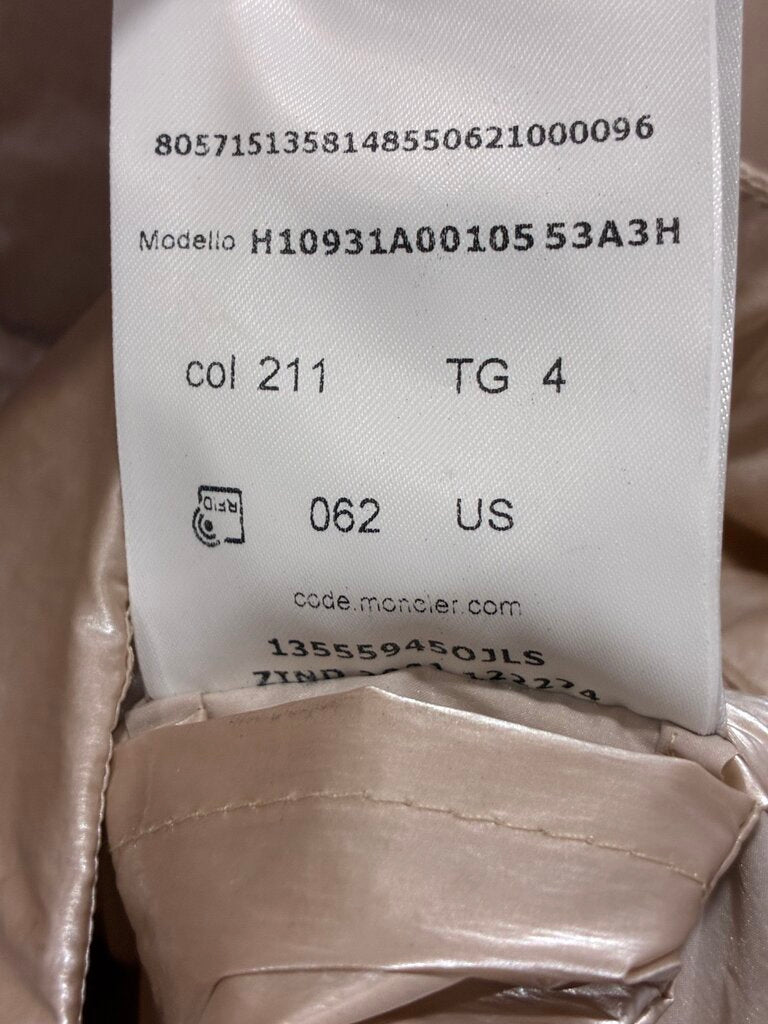 8057151358148550621000096
Modello H10931A00105 53A3H
col 211 TG 4
RFID 062 US
code.moncler.com
135559450JLS